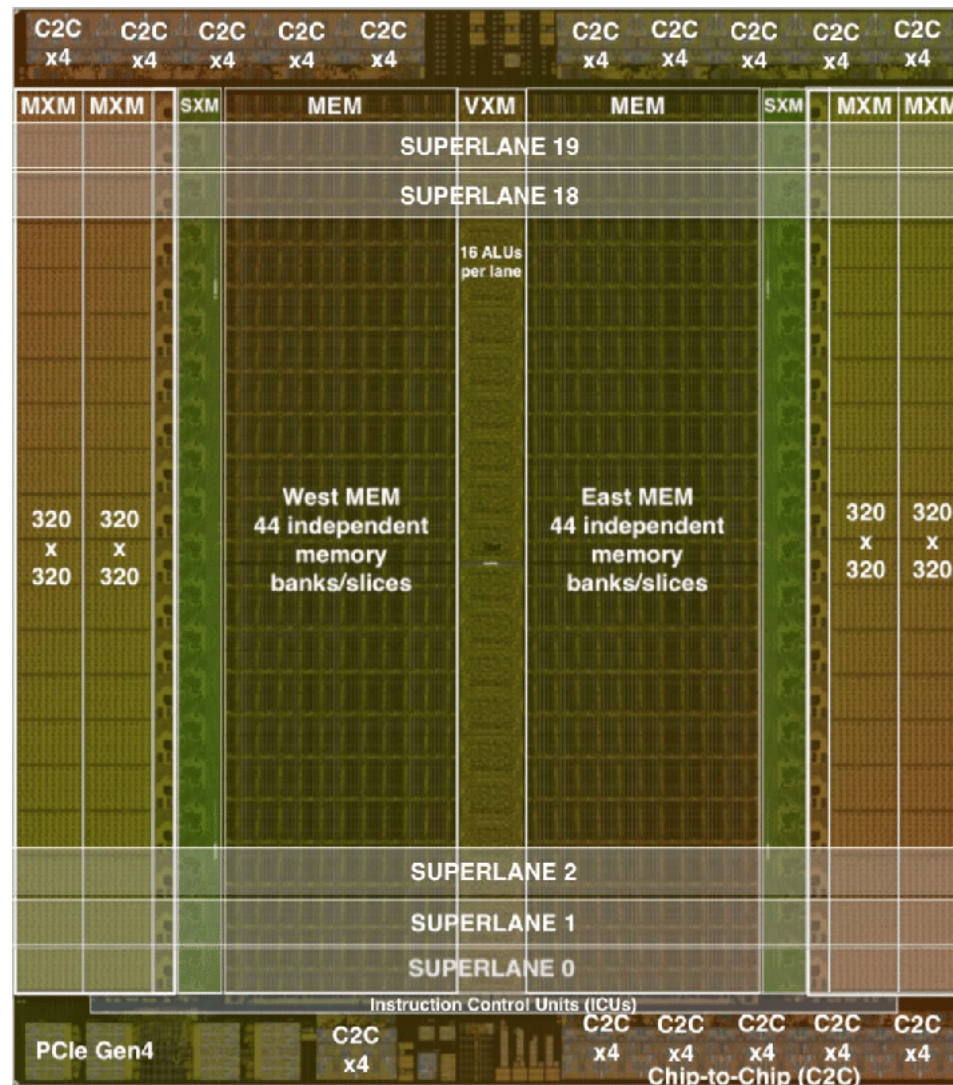 C2C C2C C2C C2C C2C C2C C2C C2C C2C C2C
x4 x4 x4 x4 x4 x4 x4 x4 x4 x4
MXM MXM SXM MEM VXM MEM SXM MXM MXM
SUPERLANE 19
SUPERLANE 18
16 ALUs
per lane
West MEM
44 independent
memory
banks/slices
East MEM
44 independent
memory
banks/slices
320
x
320
320
x
320
320
x
320
320
x
320
SUPERLANE 2
SUPERLANE 1
SUPERLANE 0
Instruction Control Units (ICUs)
PCIe Gen4
C2C
x4
C2C C2C C2C C2C C2C
x4 x4 x4 x4 x4
Chip-to-Chip (C2C)